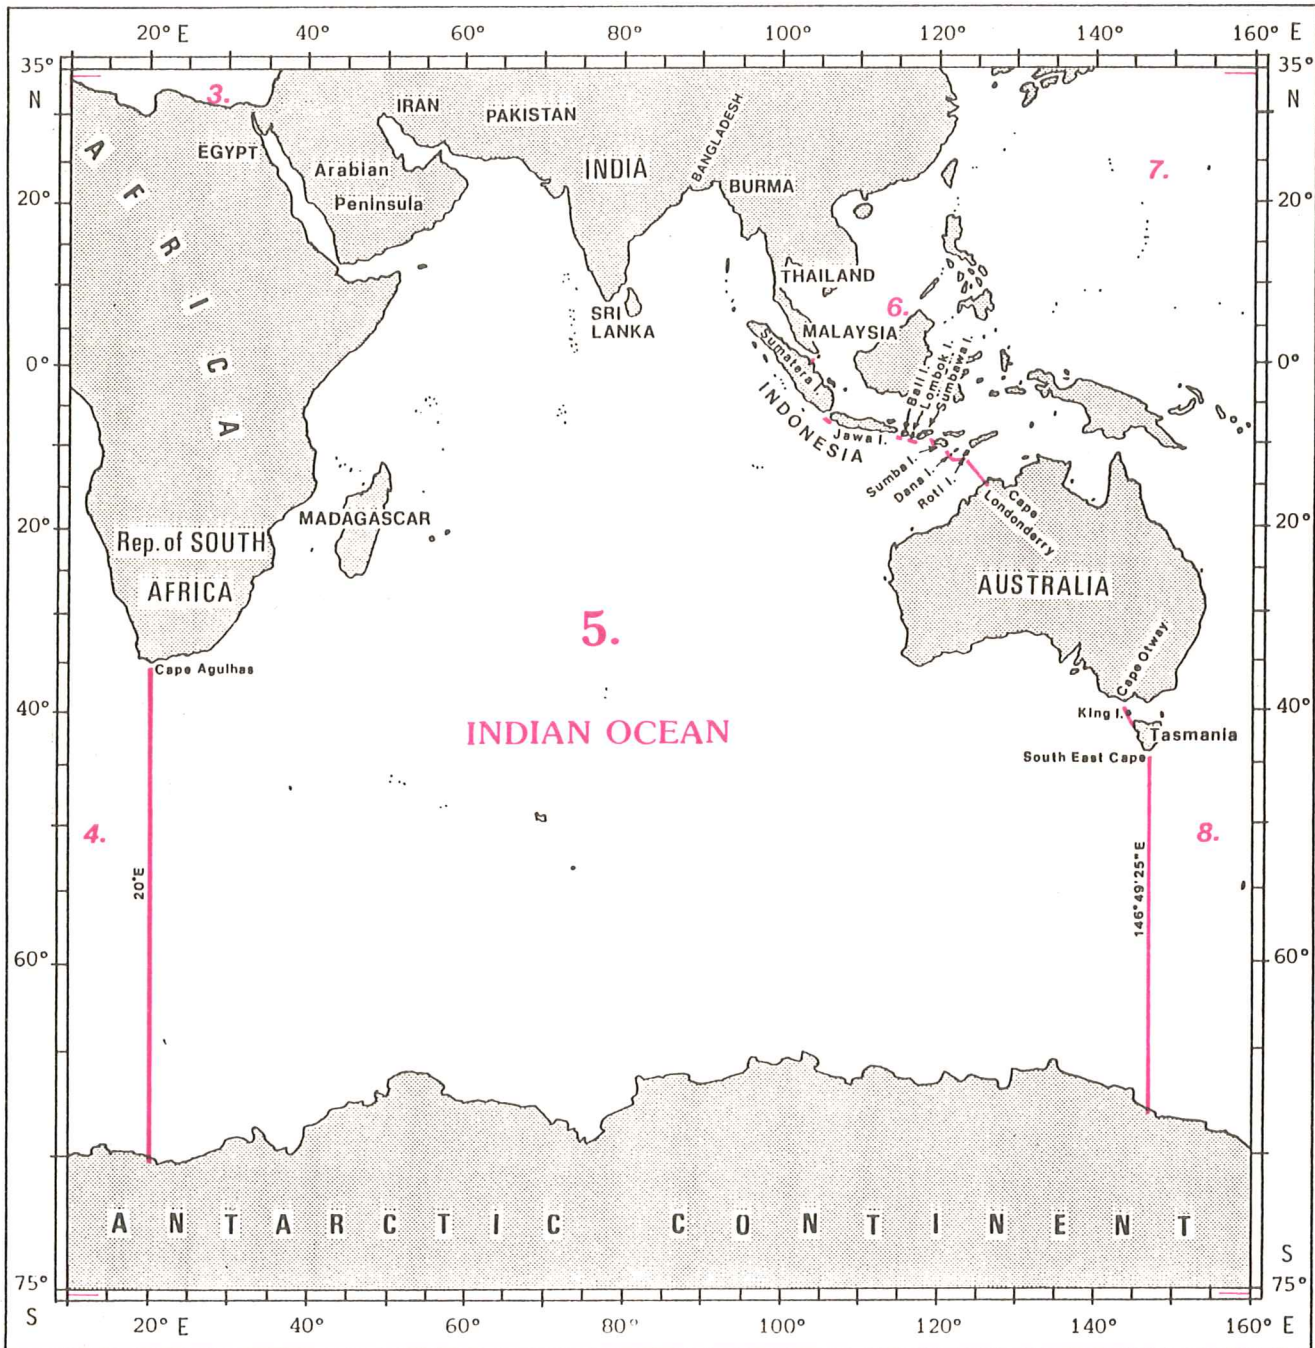 20° E 40° 60° 80° 100° 120° 140° 160° E
35° 35°
N N
3.
IRAN
PAKISTAN
BANGLADESH
EGYPT
Arabian
Peninsula
INDIA
BURMA
7.
20° 20°
AFRICA
THAILAND
SRI
LANKA
6.
MALAYSIA
0° 0°
Sumatera I.
Bali I.
Lombok I.
Sumbawa I.
INDONESIA
Jawa I.
Sumba I.
Dana I.
Roti I.
Cape
Londonderry
MADAGASCAR
20° 20°
Rep. of SOUTH
AFRICA
AUSTRALIA
5.
Cape Agulhas
Cape Otway
40° 40°
King I.
INDIAN OCEAN
Tasmania
South East Cape
4. 8.
20°E
146°49'25"E
60° 60°
ANTARCTIC CONTINENT
S
75° 75°
S
20° E 40° 60° 80° 100° 120° 140° 160° E